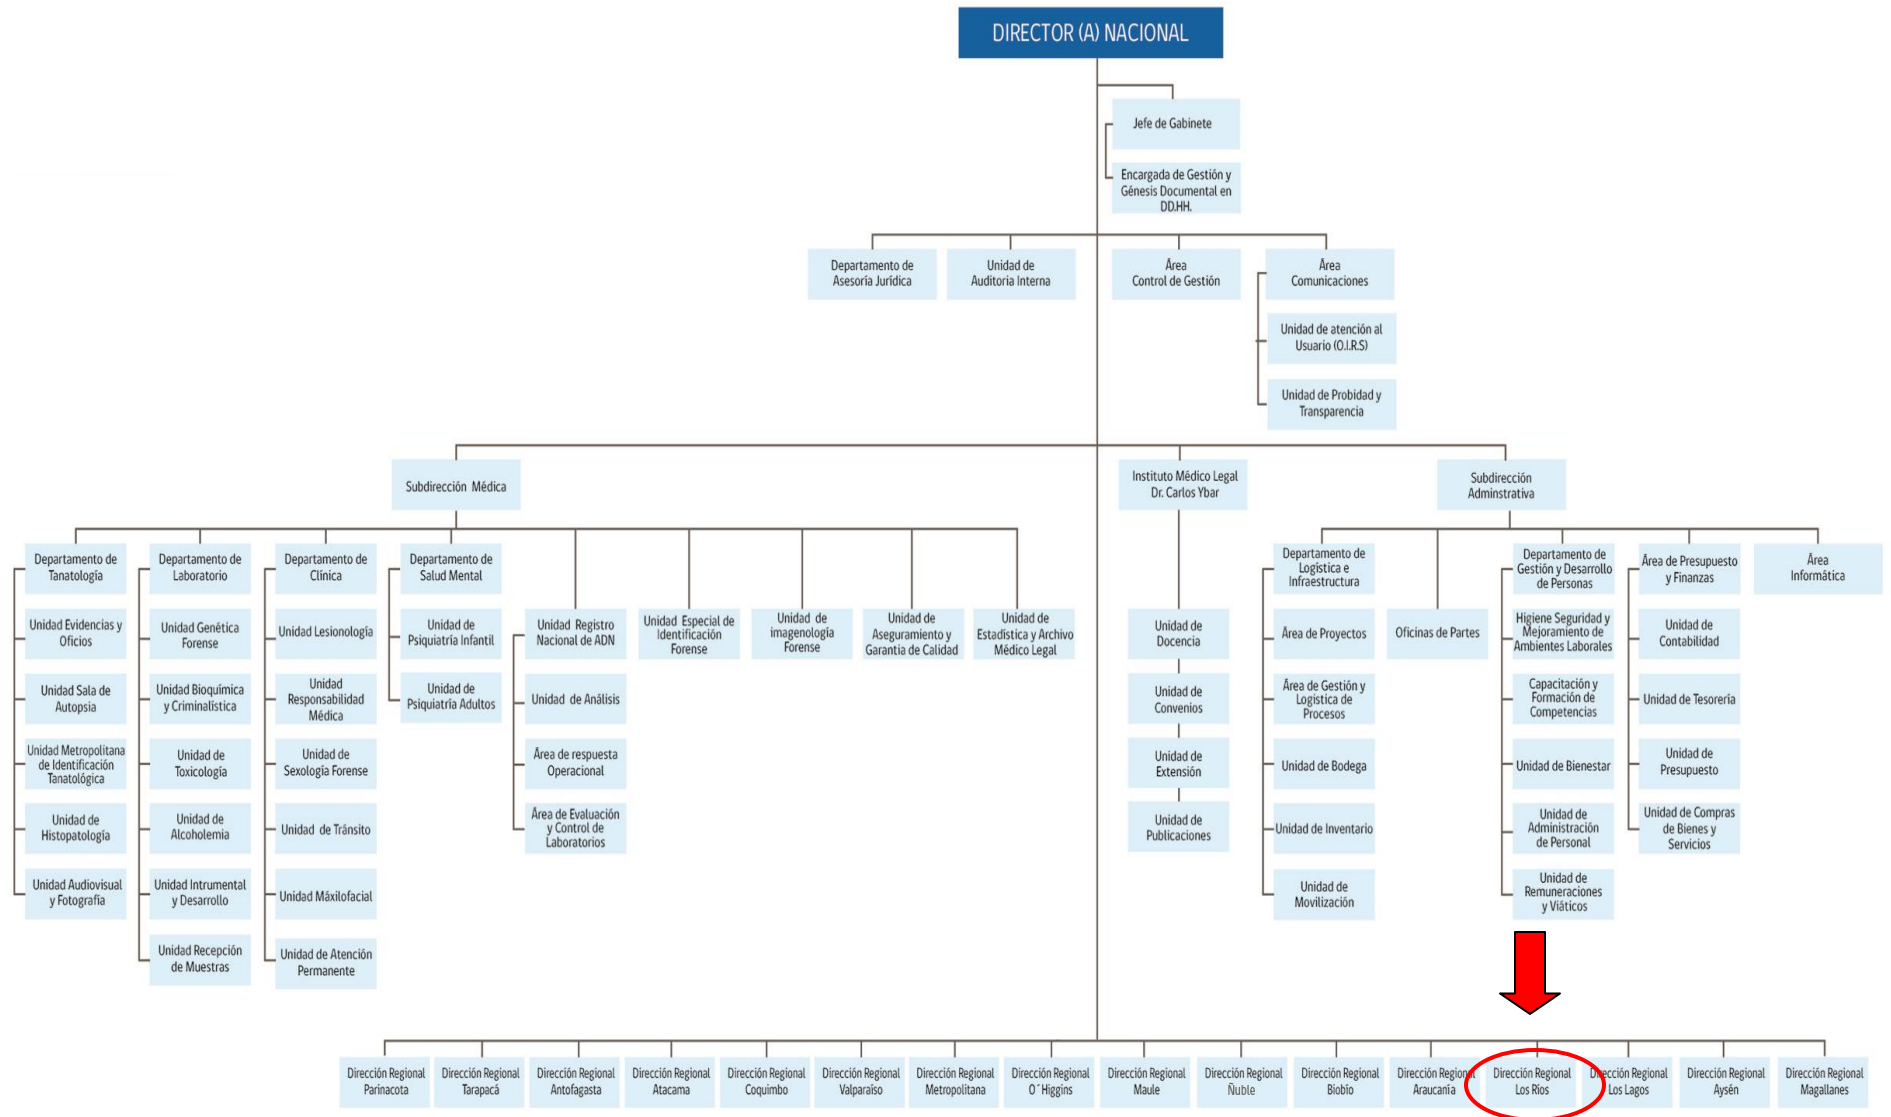 DIRECTOR (A) NACIONAL
Jefe de Gabinete
Encargada de Gestión y
Génesis Documental en
DD.HH.
Departamento de
Asesoría Jurídica
Unidad de
Auditoria Interna
Área
Control de Gestión
Área
Comunicaciones
Unidad de atención al
Usuario (O.I.R.S)
Unidad de Probidad y
Transparencia
Subdirección Médica
Instituto Médico Legal
Dr. Carlos Ybar
Subdirección
Adminstrativa
Departamento de
Tanatología
Unidad Evidencias y
Oficios
Unidad Sala de
Autopsia
Unidad Metropolitana
de Identificación
Tanatológica
Unidad de
Histopatología
Unidad Audiovisual
y Fotografía
Departamento de
Laboratorio
Unidad Genética
Forense
Unidad Bioquímica
y Criminalística
Unidad de
Toxicología
Unidad de
Alcoholemia
Unidad Intrumental
y Desarrollo
Unidad Recepción
de Muestras
Departamento de
Clínica
Unidad Lesionología
Unidad
Responsabilidad
Médica
Unidad de
Sexología Forense
Unidad de Tránsito
Unidad Máxilofacial
Unidad de Atención
Permanente
Departamento de
Salud Mental
Unidad de
Psiquiatría Infantil
Unidad de
Psiquiatría Adultos
Unidad Registro
Nacional de ADN
Unidad de Análisis
Área de respuesta
Operacional
Área de Evaluación
y Control de
Laboratorios
Unidad Especial de
Identificación
Forense
Unidad de
imagenología
Forense
Unidad de
Aseguramiento y
Garantia de Calidad
Unidad de
Estadística y Archivo
Médico Legal
Unidad de
Docencia
Unidad de
Convenios
Unidad de
Extensión
Unidad de
Publicaciones
Departamento de
Logística e
Infraestructura
Área de Proyectos
Área de Gestión y
Logistica de
Procesos
Unidad de Bodega
Unidad de Inventario
Unidad de
Movilización
Oficinas de Partes
Departamento de
Gestión y Desarrollo
de Personas
Higiene Seguridad y
Mejoramiento de
Ambientes Laborales
Capacitación y
Formación de
Competencias
Unidad de Bienestar
Unidad de
Administración
de Personal
Unidad de
Remuneraciones
y Viáticos
Área de Presupuesto
y Finanzas
Unidad de
Contabilidad
Unidad de Tesorería
Unidad de
Presupuesto
Unidad de Compras
de Bienes y
Servicios
Área
Informática
Dirección Regional
Parinacota
Dirección Regional
Tarapacá
Dirección Regional
Antofagasta
Dirección Regional
Atacama
Dirección Regional
Coquimbo
Dirección Regional
Valparaíso
Dirección Regional
Metropolitana
Dirección Regional
O´Higgins
Dirección Regional
Maule
Dirección Regional
Ñuble
Dirección Regional
Biobío
Dirección Regional
Araucanía
Dirección Regional
Los Ríos
Dirección Regional
Los Lagos
Dirección Regional
Aysén
Dirección Regional
Magallanes